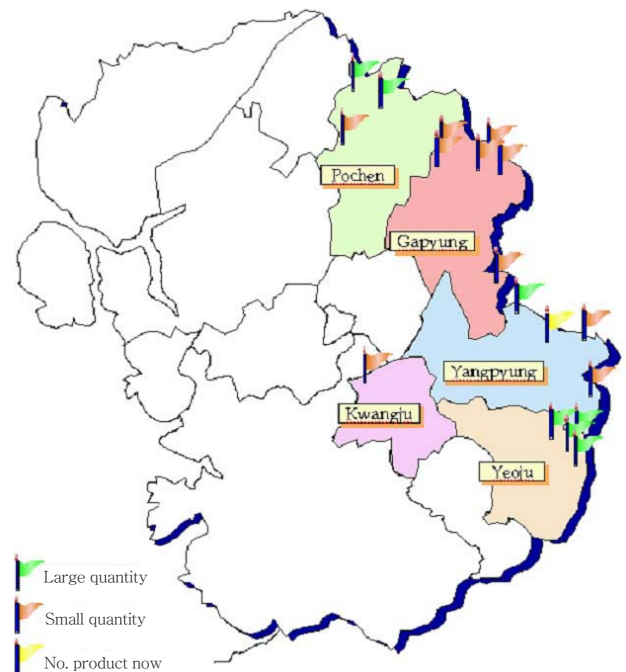 Pochen
Gapyung
Yangpyung
Kwangju
Yeoju
Large quantity
Small quantity
No. product now